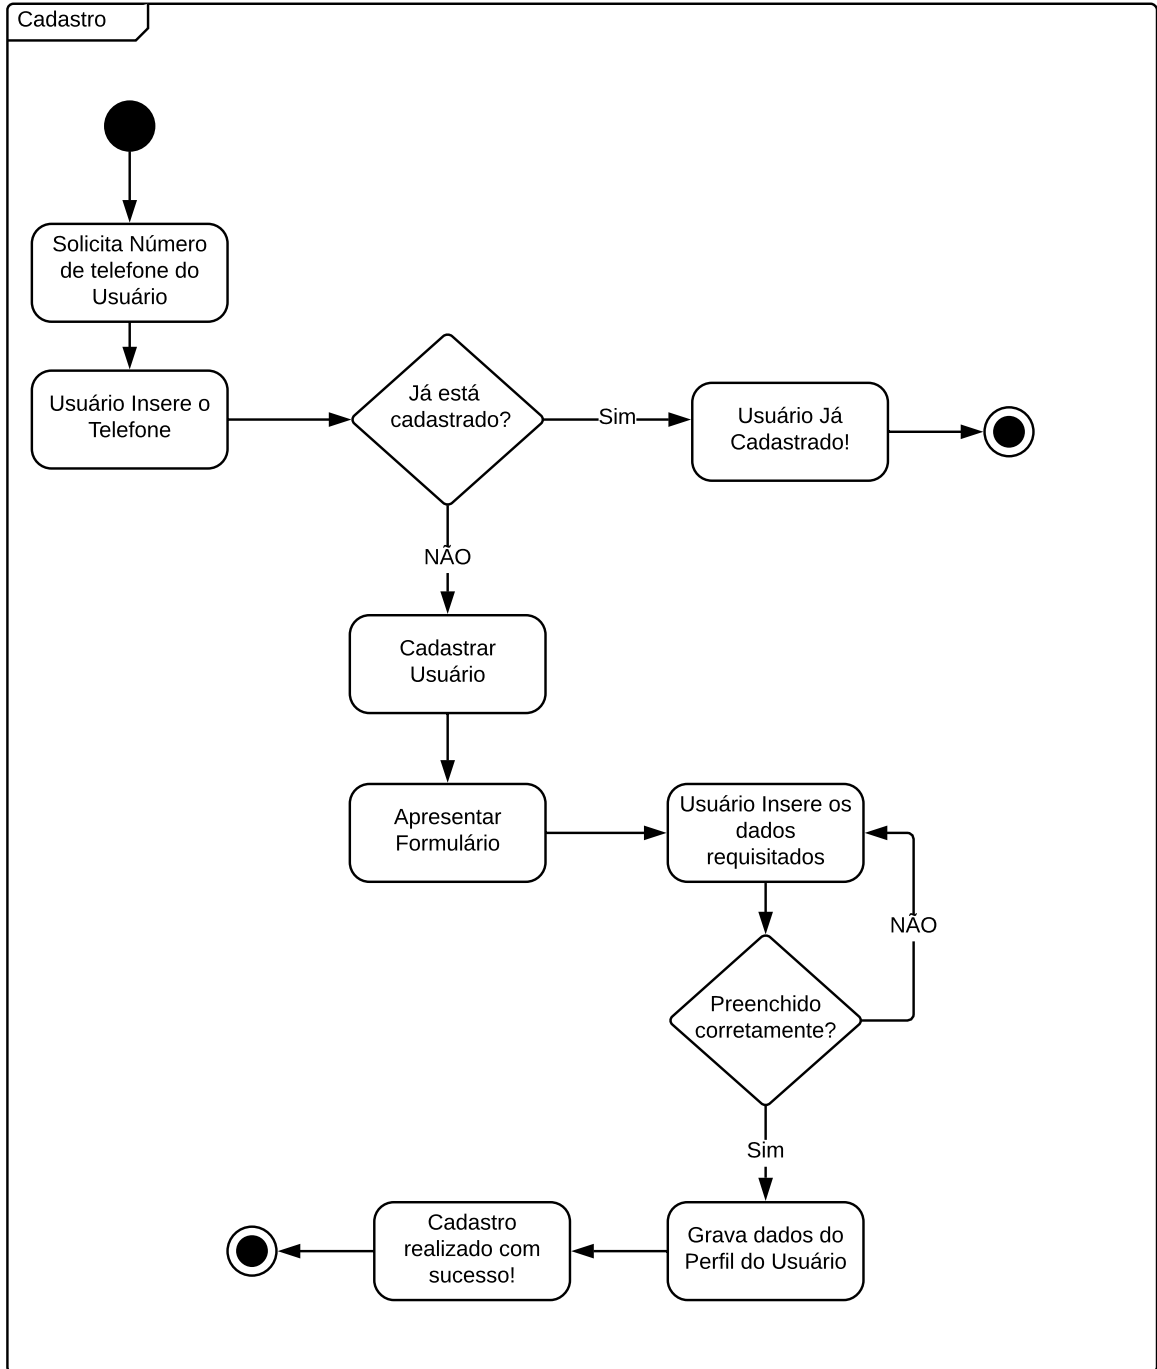 Cadastro
Solicita Número
de telefone do
Usuário
Usuário Insere o
Telefone
Já está
cadastrado?
Sim
Usuário Já
Cadastrado!
NÃO
Cadastrar
Usuário
Apresentar
Formulário
Usuário Insere os
dados
requisitados
NÃO
Preenchido
corretamente?
Sim
Grava dados do
Perfil do Usuário
Cadastro
realizado com
sucesso!